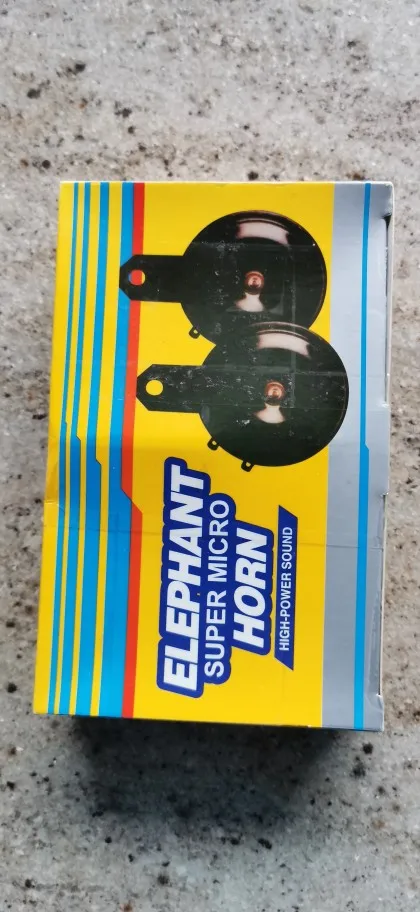 ELEPHANT
SUPER MICRO
HORN
HIGH-POWER SOUND